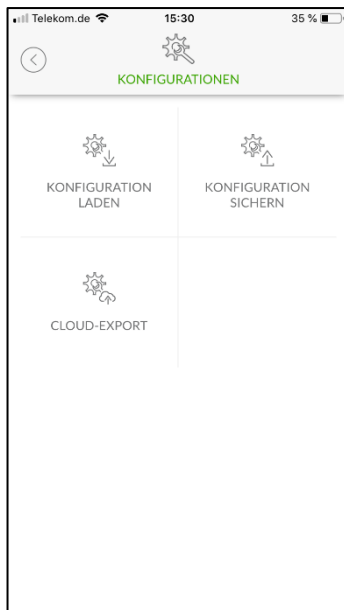 Telekom.de 15:30 35 %
KONFIGURATIONEN
KONFIGURATION
LADEN
KONFIGURATION
SICHERN
CLOUD-EXPORT